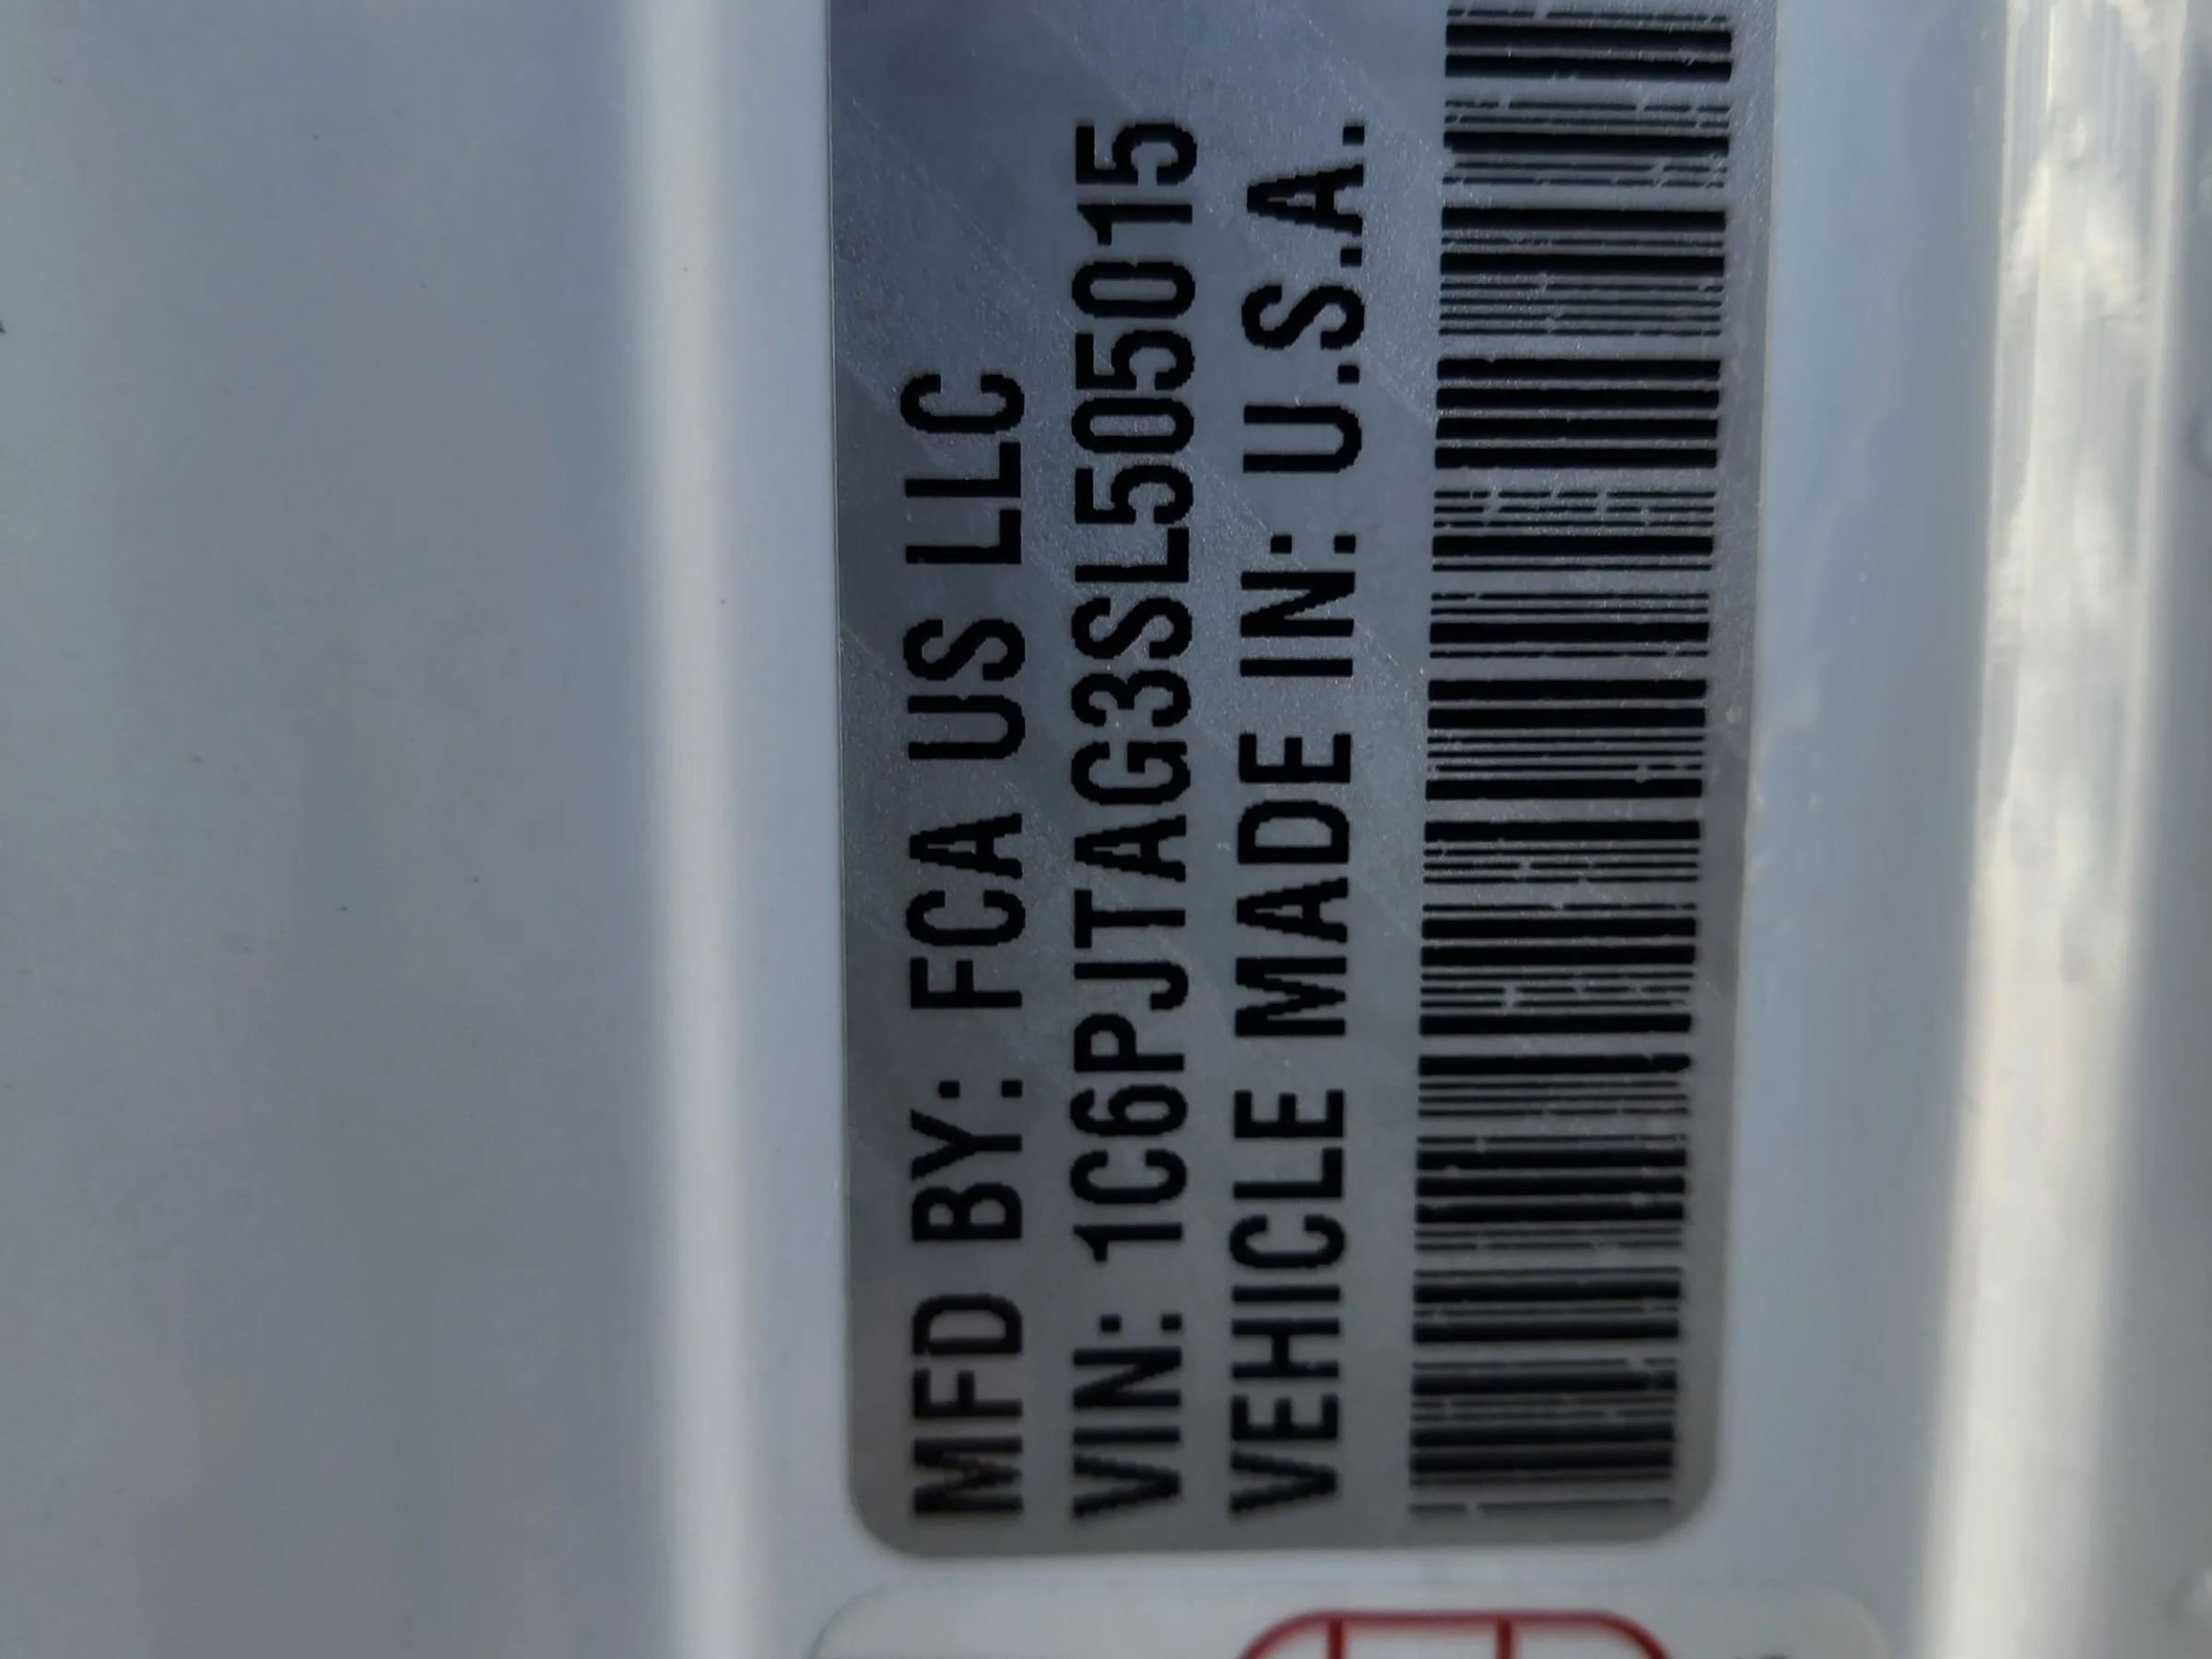 MFD BY: FCA US LLC
VIN: 1C6PJTAG3SL505015
VEHICLE MADE IN: U.S.A.